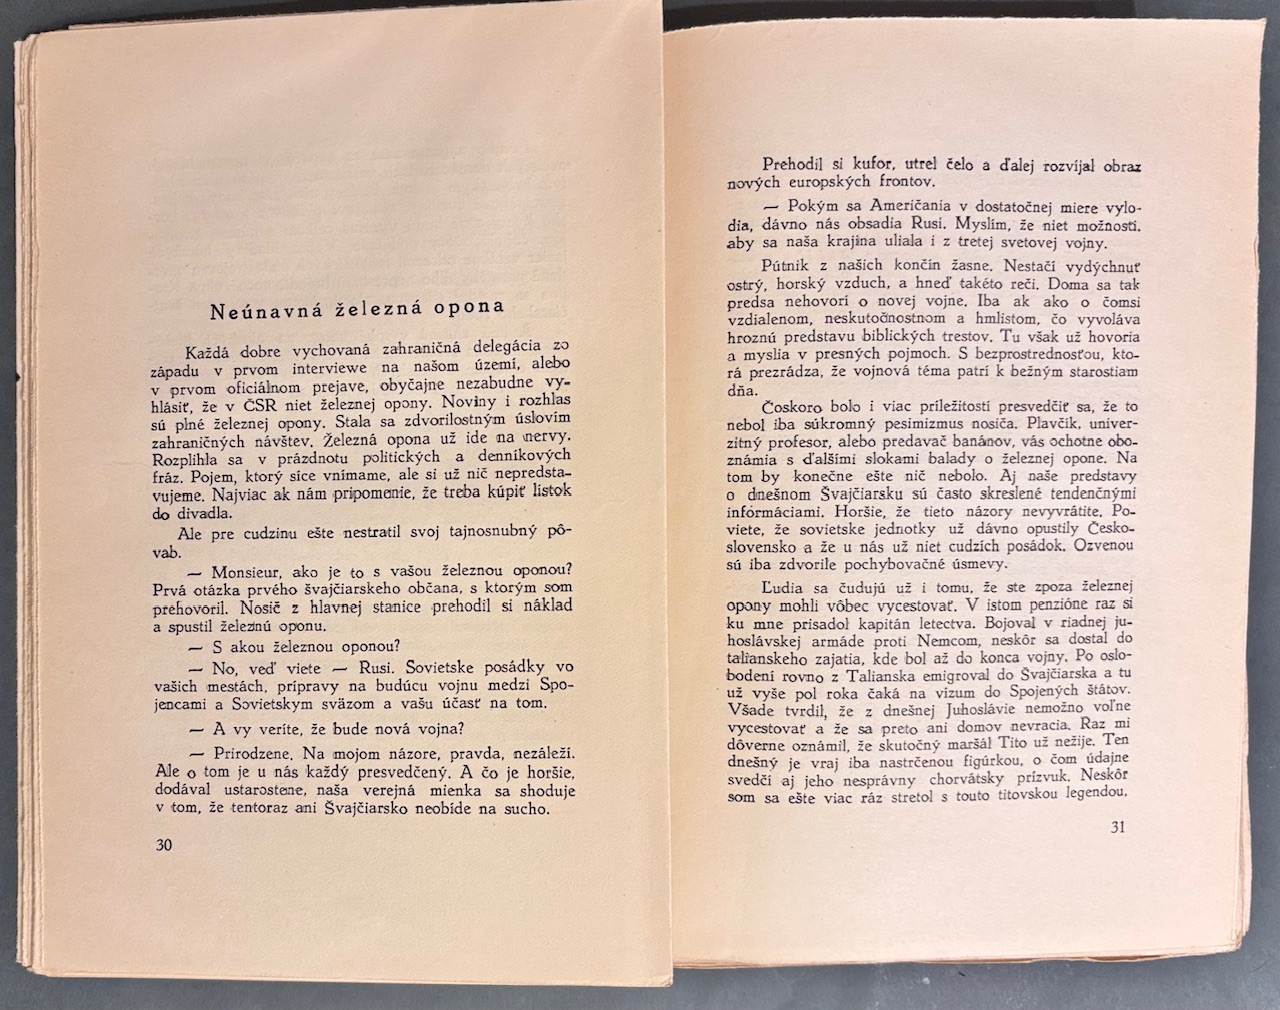 Neúnavná železná opona
Každá dobre vychovaná zahraničná delegácia zo
západu v prvom interviewe na našom území, alebo
v prvom oficiálnom prejave, obyčajne nezabudne vy-
hlásiť, že v ČSR niet železnej opony. Noviny i rozhlas
sú plné železnej opony. Stala sa zdvorilostným úslovím
zahraničných návštev. Železná opona už ide na nervy.
Rozplihla sa v prázdnotu politických a denníkových
fráz. Pojem, ktorý síce vnímame, ale si už nič nepredsta-
vujeme. Najviac ak nám pripomenie, že treba kúpiť lístok
do divadla.
Ale pre cudzinu ešte nestratil svoj tajnosnubný pô-
vab.
— Monsieur, ako je to s vašou železnou oponou?
Prvá otázka prvého švajčiarskeho občana, s ktorým som
prehovoril. Nosič z hlavnej stanice prehodil si náklad
a spustil železnú oponu.
— S akou železnou oponou?
— No, veď viete — Rusi. Sovietske posádky vo
vašich mestách, prípravy na budúcu vojnu medzi Spo-
jencami a Sovietskym sväzom a vašu účasť na tom.
— A vy veríte, že bude nová vojna?
— Prirodzene. Na mojom názore, pravda, nezáleží.
Ale o tom je u nás každý presvedčený. A čo je horšie,
dodával ustarostene, naša verejná mienka sa shoduje
v tom, že tentoraz ani Švajčiarsko neobíde na sucho.
30
Prehodil si kufor, utrel čelo a ďalej rozvíjal obraz
nových europských frontov.
— Pokým sa Američania v dostatočnej miere vylo-
dia, dávno nás obsadia Rusi. Myslím, že niet možnosti,
aby sa naša krajina uliala i z tretej svetovej vojny.
Pútnik z našich končín žasne. Nestačí vydýchnuť
ostrý, horský vzduch, a hneď takéto reči. Doma sa tak
predsa nehovorí o novej vojne. Iba ak ako o čomsi
vzdialenom, neskutočnostnom a hmlistom, čo vyvoláva
hroznú predstavu biblických trestov. Tu však už hovoria
a myslia v presných pojmoch. S bezprostrednosťou, kto-
rá prezrádza, že vojnová téma patrí k bežným starostiam
dňa.
Čoskoro bolo i viac príležitostí presvedčiť sa, že to
nebol iba súkromný pesimizmus nosiča. Plavčík, univer-
zitný profesor, alebo predavač banánov, vás ochotne obo-
známia s ďalšími slokami balady o železnej opone. Na
tom by konečne ešte nič nebolo. Aj naše predstavy
o dnešnom Švajčiarsku sú často skreslené tendenčnými
informáciami. Horšie, že tieto názory nevyvrátite. Po-
viete, že sovietske jednotky už dávno opustily Česko-
slovensko a že u nás už niet cudzích posádok. Ozvenou
sú iba zdvorile pochybovačné úsmevy.
Ľudia sa čudujú už i tomu, že ste zpoza železnej
opony mohli vôbec vycestovať. V istom penzióne raz si
ku mne prisadol kapitán letectva. Bojoval v riadnej ju-
hoslávskej armáde proti Nemcom, neskôr sa dostal do
talianskeho zajatia, kde bol až do konca vojny. Po oslo-
bodení rovno z Talianska emigroval do Švajčiarska a tu
už vyše pol roka čaká na vízum do Spojených štátov.
Všade tvrdil, že z dnešnej Juhoslávie nemožno voľne
vycestovať a že sa preto ani domov nevracia. Raz mi
dôverne oznámil, že skutočný maršál Tito už nežije. Ten
dnešný je vraj iba nastrčenou figúrkou, o čom údajne
svedčí aj jeho nesprávny chorvátsky prízvuk. Neskôr
som sa ešte viac ráz stretol s touto titovskou legendou,
31